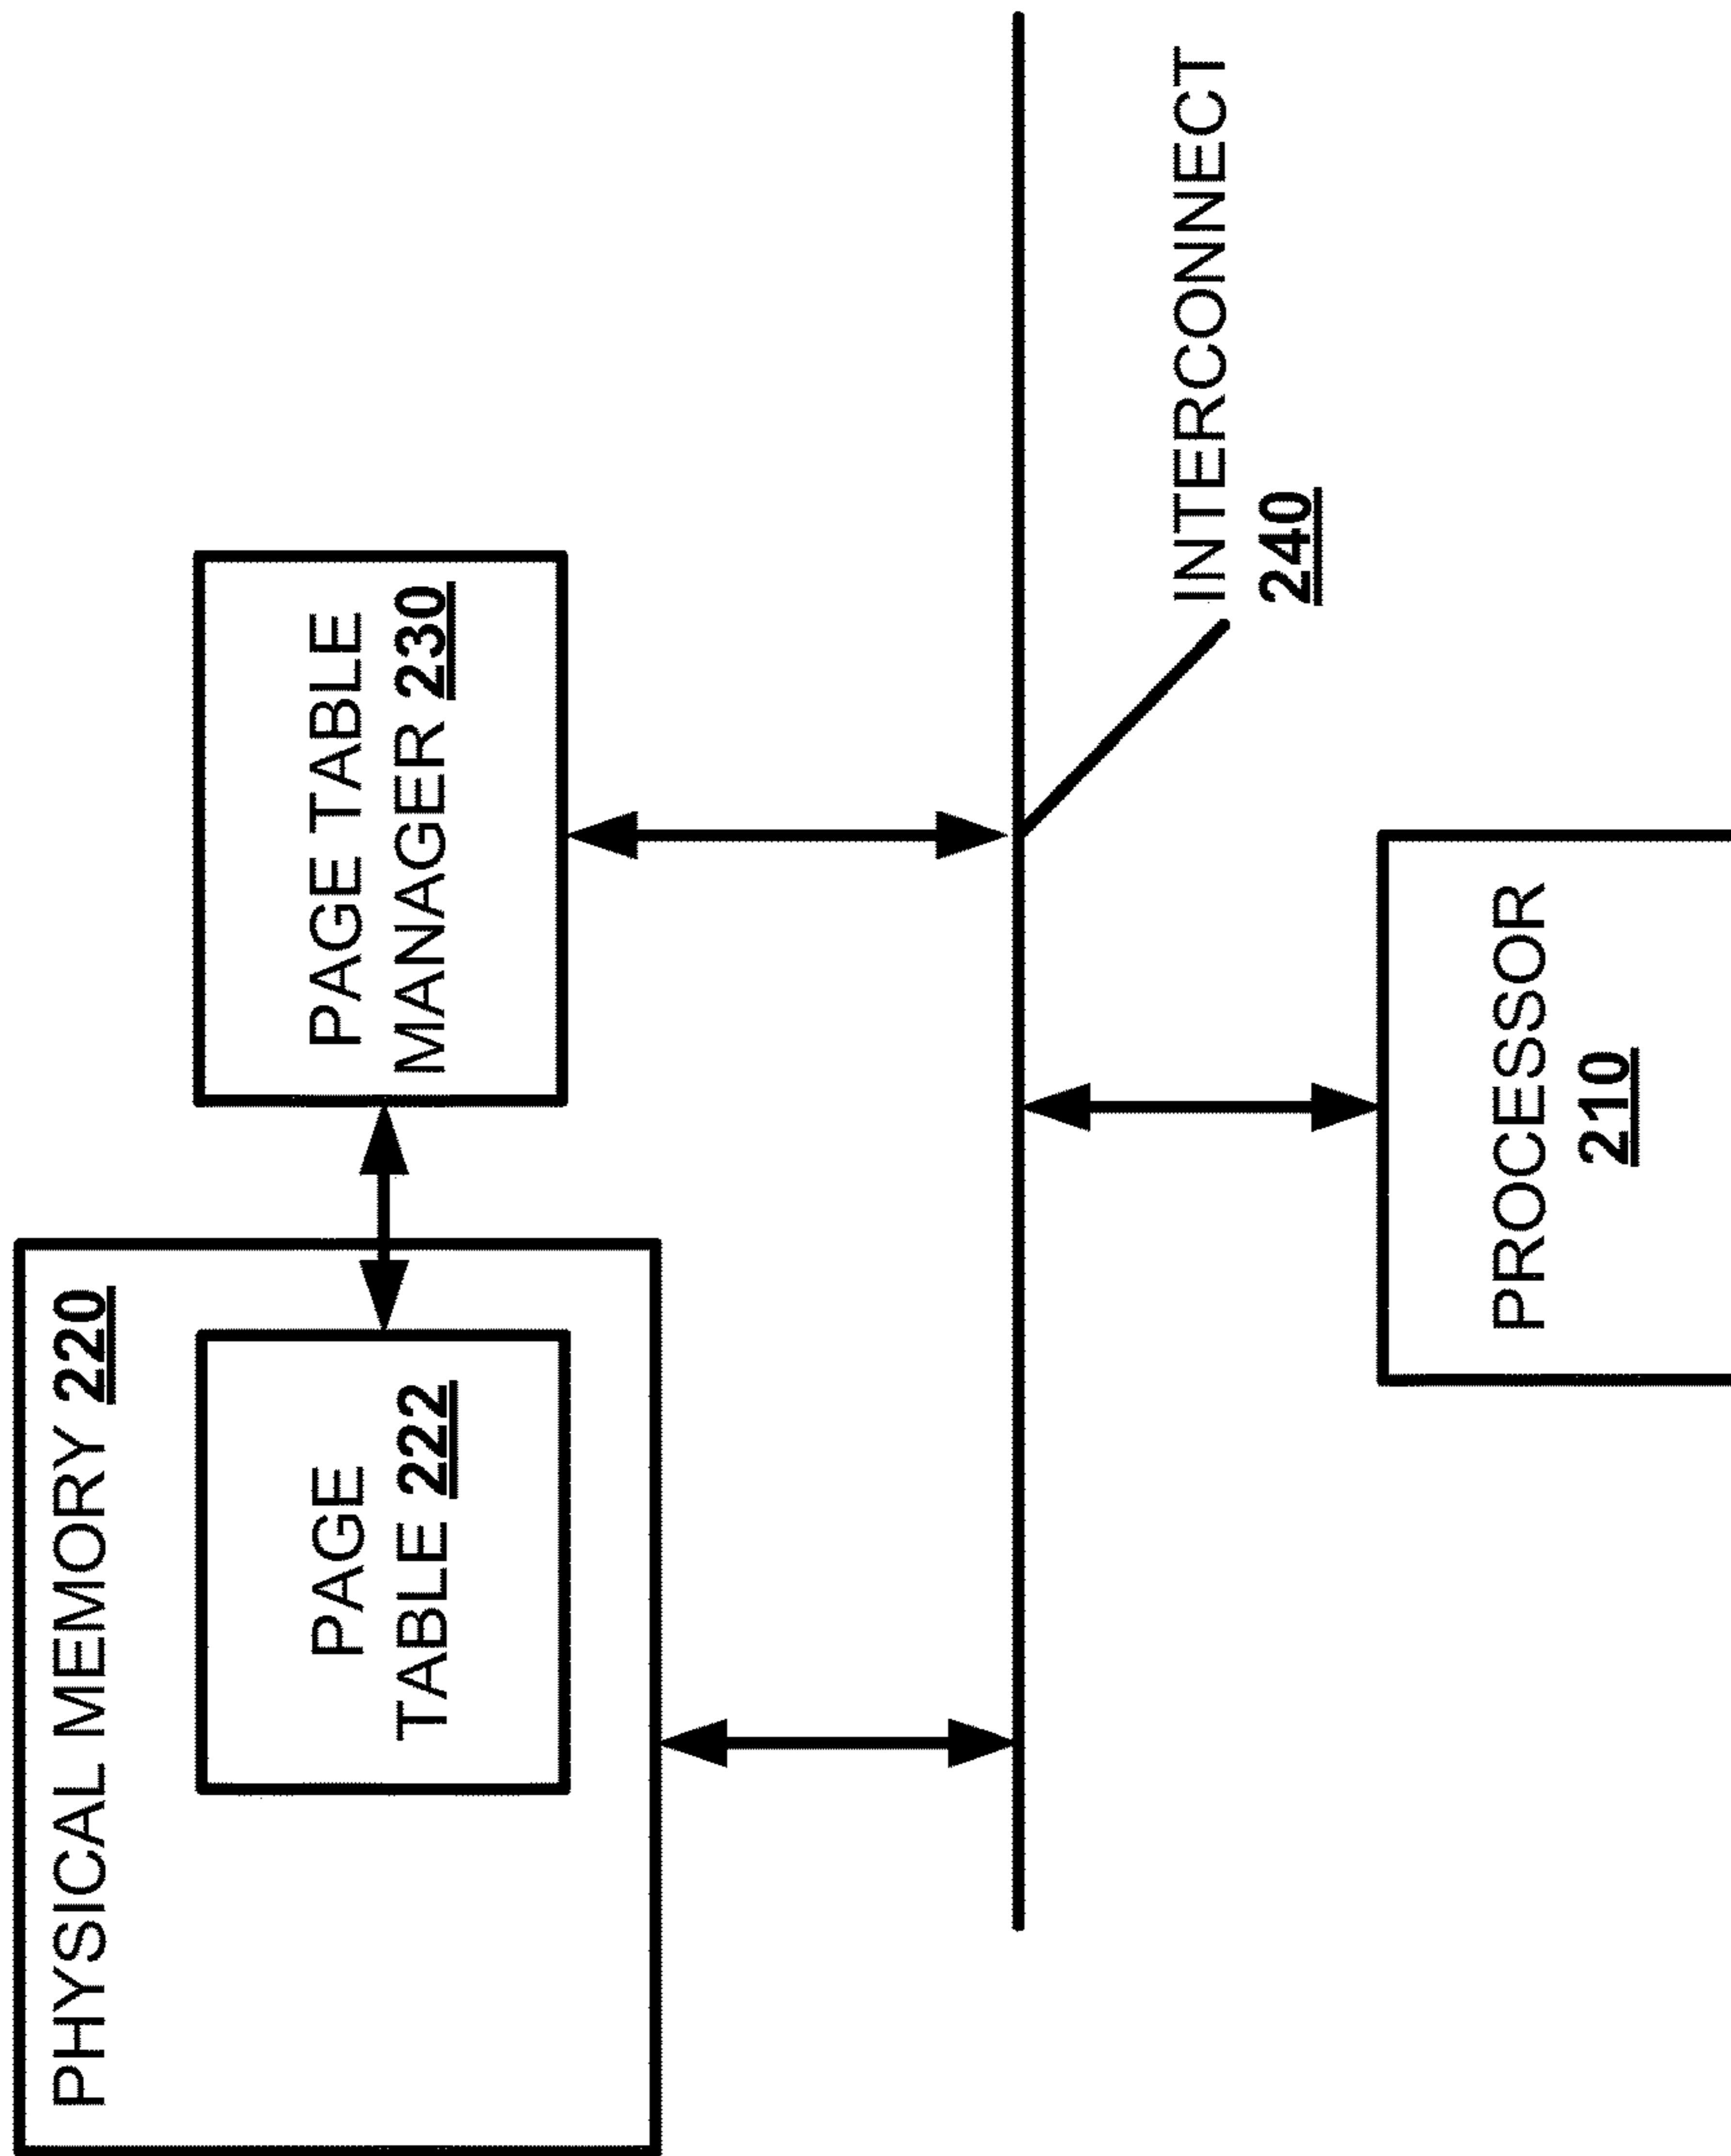 PHYSICAL MEMORY 220
PAGE
TABLE 222
PAGE TABLE
MANAGER 230
INTERCONNECT
240
PROCESSOR
210